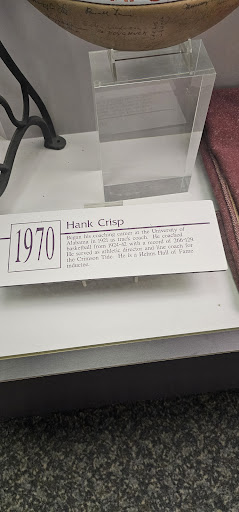 1970
Hank Crisp
Began his coaching career at the University of
Alabama in 1921 as track coach. He coached
basketball from 1924-42 with a record of 266-129.
He served as athletic director and line coach for
the Crimson Tide. He is a Helms Hall of Fame
inductee.